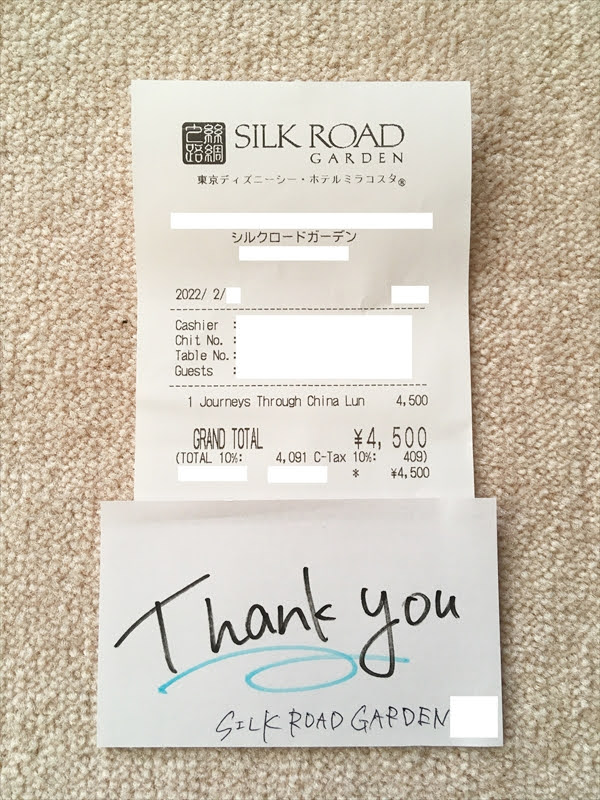 絲綢之路
SILK ROAD
GARDEN
東京ディズニーシー・ホテルミラコスタ®
シルクロードガーデン
2022/ 2/
Cashier :
Chit No. :
Table No.:
Guests :
1 Journeys Through China Lun 4,500
GRAND TOTAL ¥4,500
(TOTAL 10%: 4,091 C-Tax 10%: 409)
* ¥4,500
Thank you
SILK ROAD GARDEN